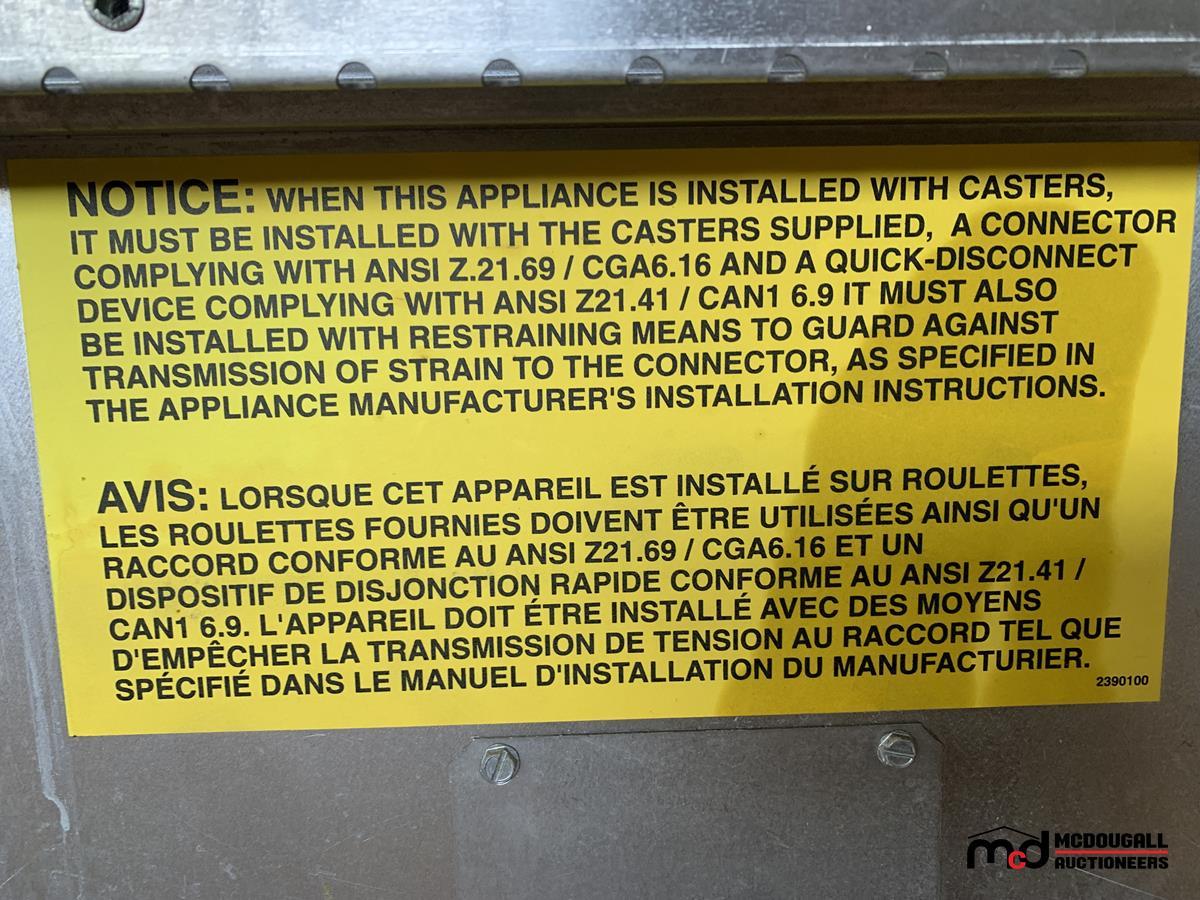 NOTICE: WHEN THIS APPLIANCE IS INSTALLED WITH CASTERS,
IT MUST BE INSTALLED WITH THE CASTERS SUPPLIED, A CONNECTOR
COMPLYING WITH ANSI Z.21.69 / CGA6.16 AND A QUICK-DISCONNECT
DEVICE COMPLYING WITH ANSI Z21.41 / CAN1 6.9 IT MUST ALSO
BE INSTALLED WITH RESTRAINING MEANS TO GUARD AGAINST
TRANSMISSION OF STRAIN TO THE CONNECTOR, AS SPECIFIED IN
THE APPLIANCE MANUFACTURER'S INSTALLATION INSTRUCTIONS.
AVIS: LORSQUE CET APPAREIL EST INSTALLÉ SUR ROULETTES,
LES ROULETTES FOURNIES DOIVENT ÊTRE UTILISÉES AINSI QU'UN
RACCORD CONFORME AU ANSI Z21.69 / CGA6.16 ET UN
DISPOSITIF DE DISJONCTION RAPIDE CONFORME AU ANSI Z21.41 /
CAN1 6.9. L'APPAREIL DOIT ÉTRE INSTALLÉ AVEC DES MOYENS
D'EMPÊCHER LA TRANSMISSION DE TENSION AU RACCORD TEL QUE
SPÉCIFIÉ DANS LE MANUEL D'INSTALLATION DU MANUFACTURIER.
2390100
mcd MCDOUGALL
AUCTIONEERS